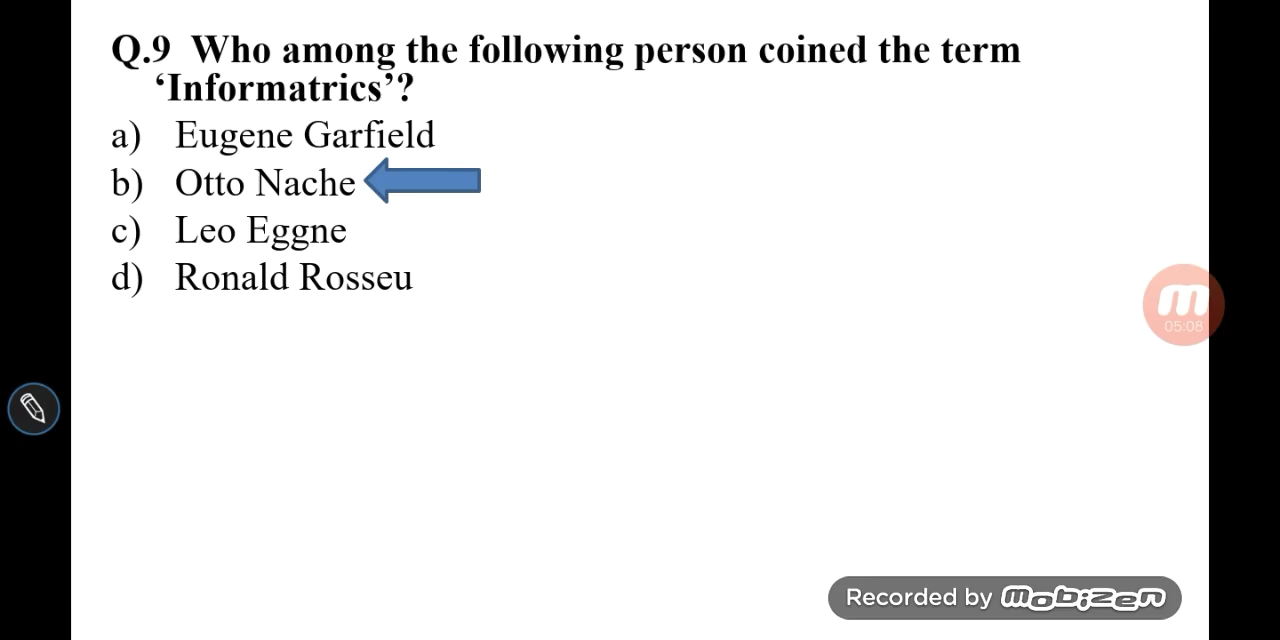 Q.9 Who among the following person coined the term
‘Informatrics’?
a) Eugene Garfield
b) Otto Nache
c) Leo Eggne
d) Ronald Rosseu
05:08
Recorded by mobizen